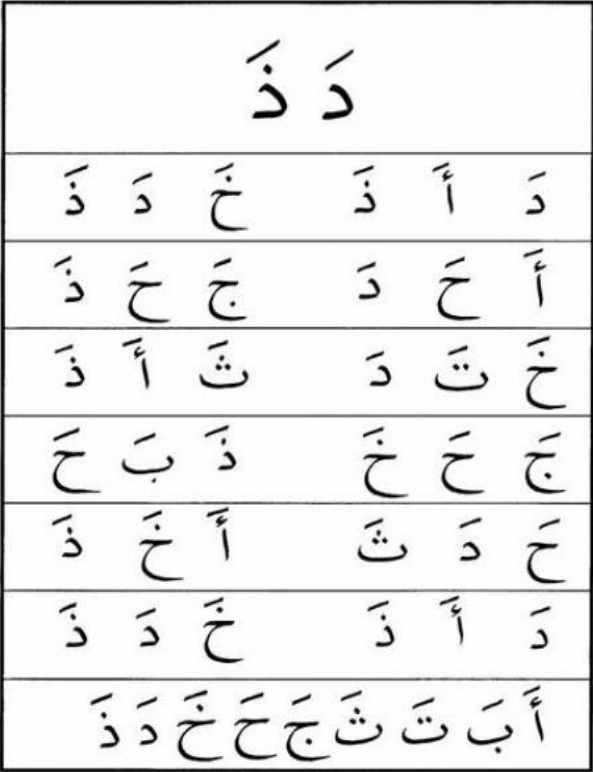 دَ ذَ
دَ أَ ذَ خَ دَ ذَ
أَ حَ دَ جَ حَ ذَ
خَ تَ دَ ثَ أَ ذَ
جَ حَ خَ ذَ بَ حَ
حَ دَ ثَ أَ خَ ذَ
دَ أَ ذَ خَ دَ ذَ
أَ بَ تَ ثَ جَ حَ خَ دَ ذَ